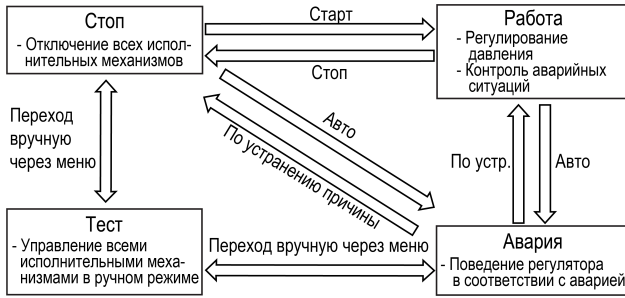 Стоп
- Отключение всех испол-
нительных механизмов
Старт
Стоп
Работа
- Регулирование
давления
- Контроль аварийных
ситуаций
Переход
вручную
через меню
Авто
По устранению причины
По устр.
Авто
Тест
- Управление всеми
исполнительными меха-
низмами в ручном режиме
Переход вручную через меню
Авария
- Поведение регулятора
в соответствии с аварией